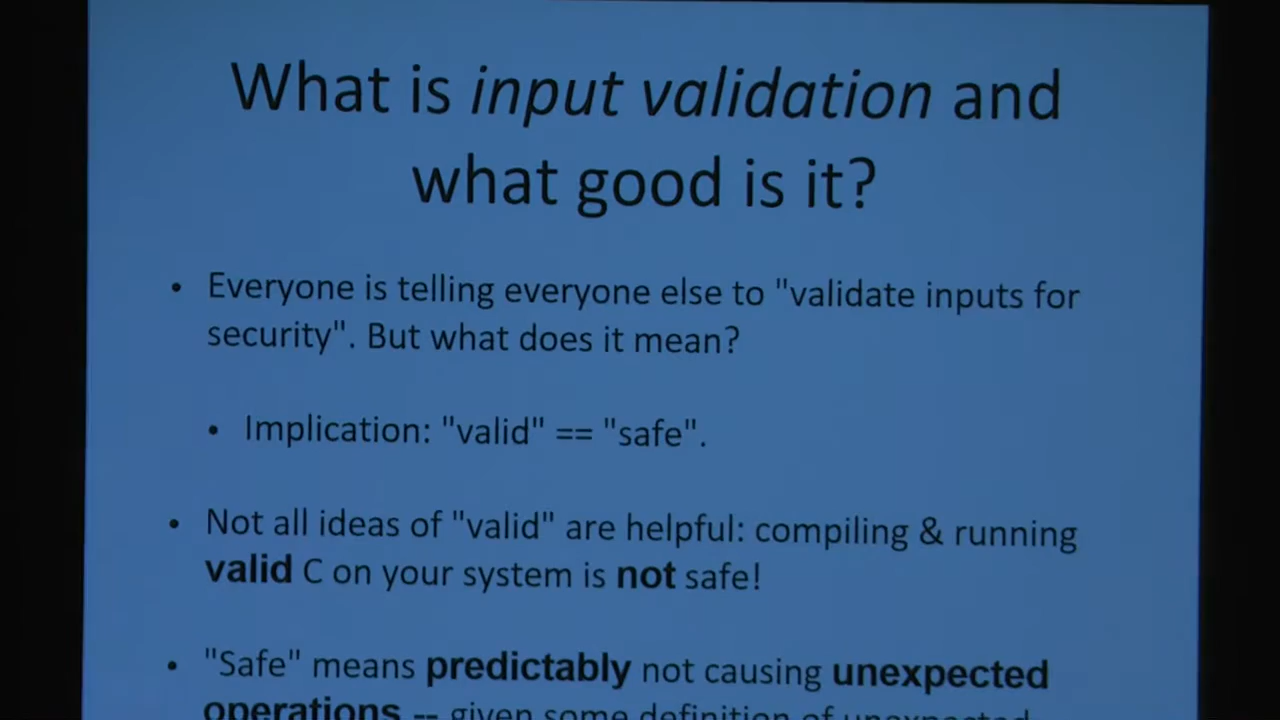 What is input validation and
what good is it?
• Everyone is telling everyone else to "validate inputs for
security". But what does it mean?
• Implication: "valid" == "safe".
• Not all ideas of "valid" are helpful: compiling & running
valid C on your system is not safe!
• "Safe" means predictably not causing unexpected
operations -- given some definition of unexpected